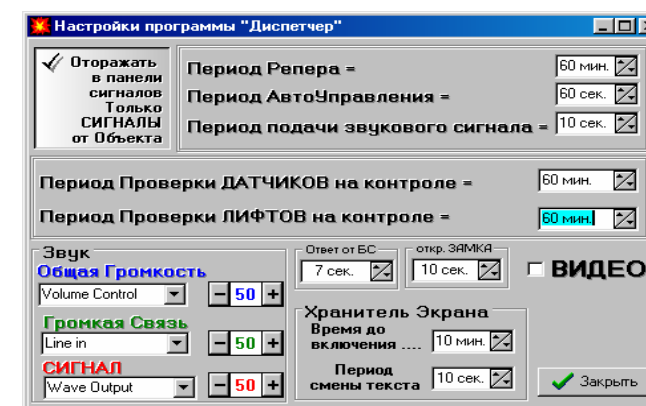 Настройки программы "Диспетчер"
Оторажать
в панели
сигналов
Только
СИГНАЛЫ
от Объекта
Период Репера = 60 мин.
Период АвтоУправления = 60 сек.
Период подачи звукового сигнала = 10 сек.
Период Проверки ДАТЧИКОВ на контроле = 60 мин.
Период Проверки ЛИФТОВ на контроле = 60 мин.
Звук
Общая Громкость
Volume Control 50
Громкая Связь
Line in 50
СИГНАЛ
Wave Output 50
Ответ от БС
7 сек.
откр. ЗАМКА
10 сек.
ВИДЕО
Хранитель Экрана
Время до
включения .... 10 мин.
Период
смены текста 10 сек.
Закрыть